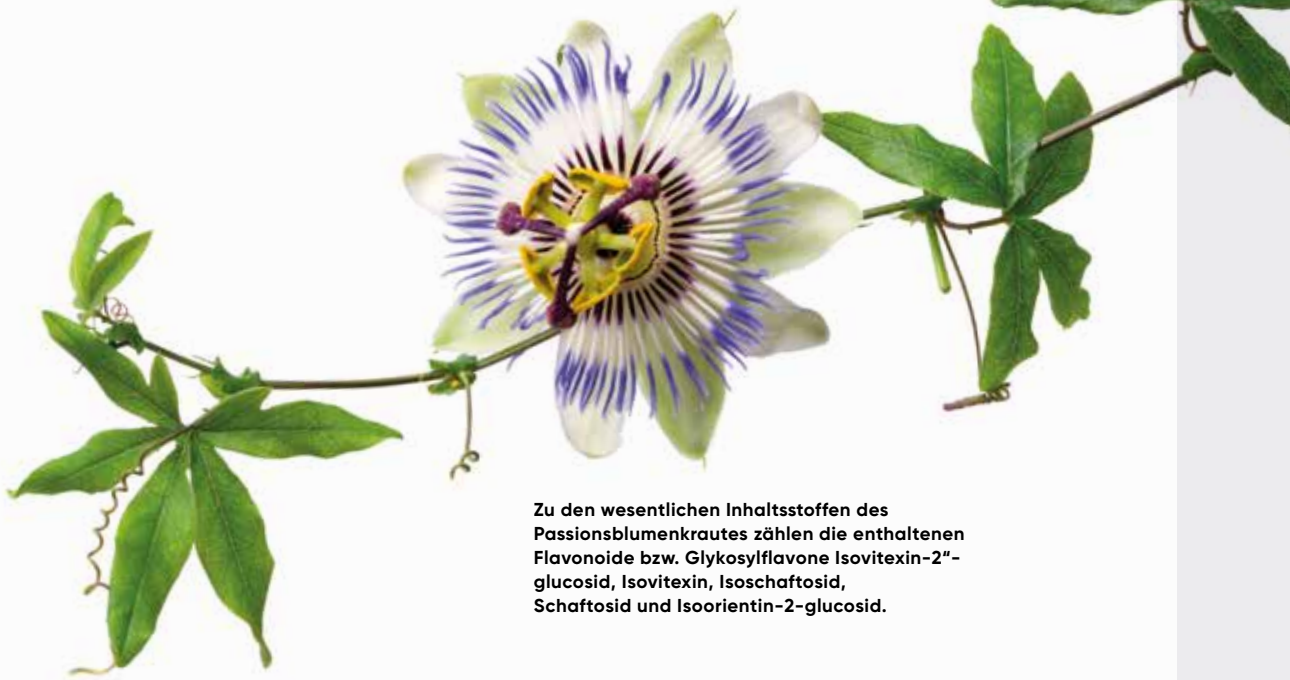 Zu den wesentlichen Inhaltsstoffen des
Passionsblumenkrautes zählen die enthaltenen
Flavonoide bzw. Glykosylflavone Isovitexin-2“-
glucosid, Isovitexin, Isoschaftosid,
Schaftosid und Isoorientin-2-glucosid.